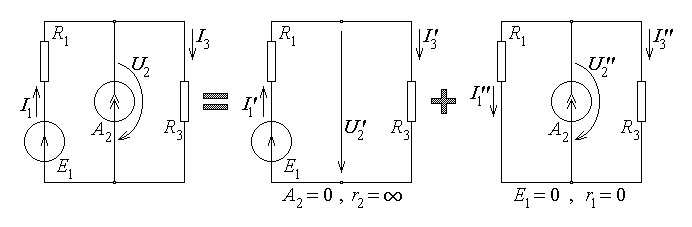 R₁ I₃ U₂ I₁ A₂ E₁ R₃
=
R₁ I₃′ I₁′ U₂′ E₁ R₃
A₂ = 0 , r₂ = ∞
+
R₁ I₃″ I₁″ U₂″ A₂ R₃
E₁ = 0 , r₁ = 0